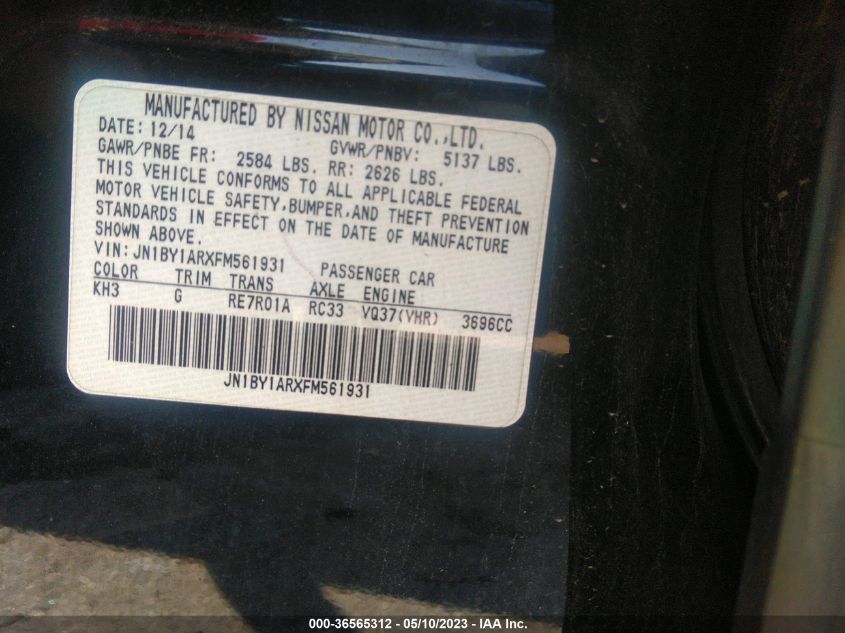 MANUFACTURED BY NISSAN MOTOR CO.,LTD.
DATE: 12/14 GVWR/PNBV: 5137 LBS.
GAWR/PNBE FR: 2584 LBS. RR: 2626 LBS.
THIS VEHICLE CONFORMS TO ALL APPLICABLE FEDERAL
MOTOR VEHICLE SAFETY,BUMPER,AND THEFT PREVENTION
STANDARDS IN EFFECT ON THE DATE OF MANUFACTURE
SHOWN ABOVE.
VIN: JN1BY1ARXFM561931 PASSENGER CAR
COLOR TRIM TRANS AXLE ENGINE
KH3 G RE7R01A RC33 VQ37(VHR) 3696CC
JN1BY1ARXFM561931
000-36565312 - 05/10/2023 - IAA Inc.